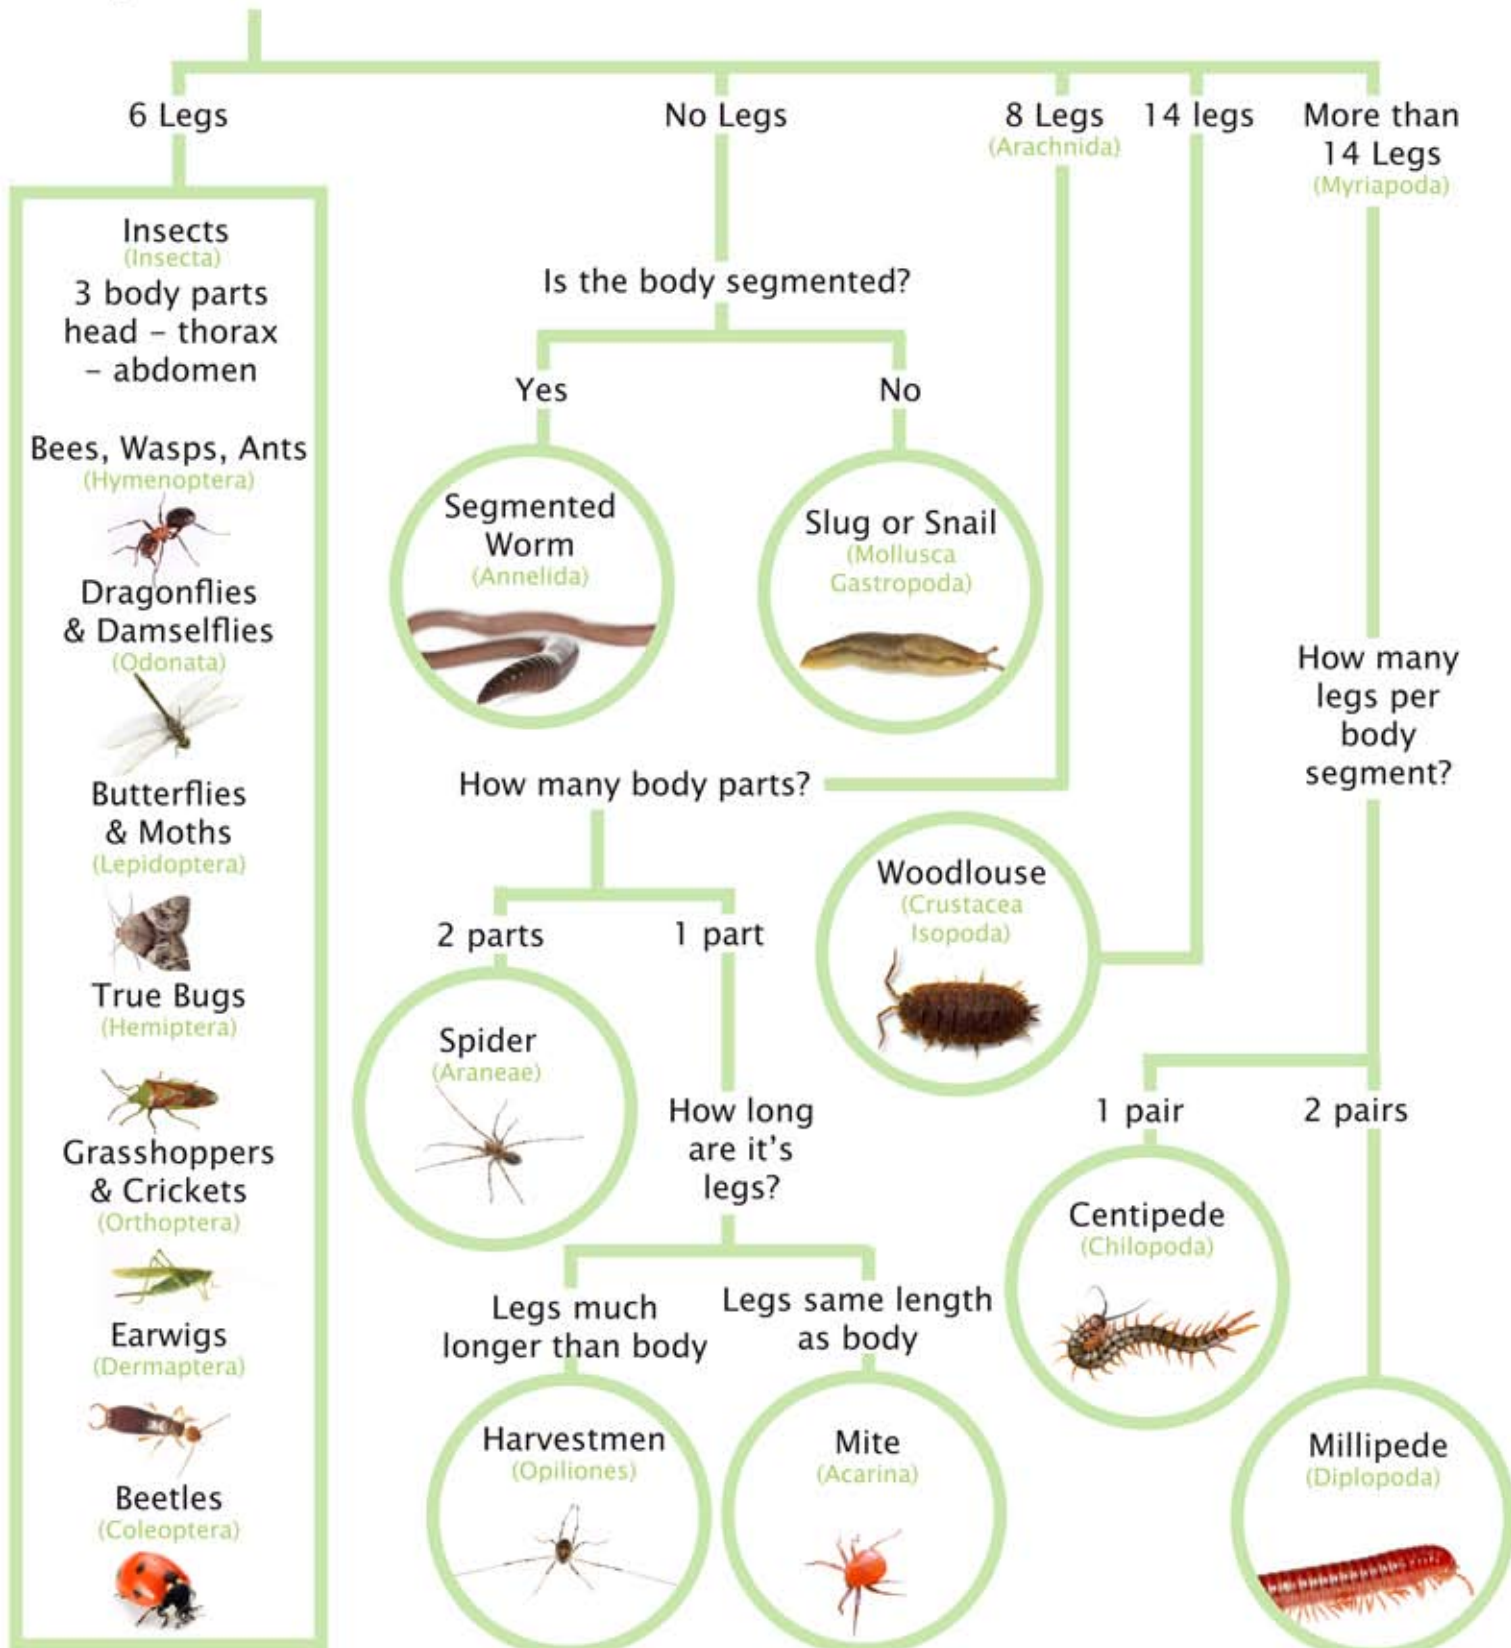 6 Legs
No Legs
8 Legs
(Arachnida)
14 legs
More than
14 Legs
(Myriapoda)
Insects
(Insecta)
3 body parts
head – thorax
– abdomen
Bees, Wasps, Ants
(Hymenoptera)
Dragonflies
& Damselflies
(Odonata)
Butterflies
& Moths
(Lepidoptera)
True Bugs
(Hemiptera)
Grasshoppers
& Crickets
(Orthoptera)
Earwigs
(Dermaptera)
Beetles
(Coleoptera)
Is the body segmented?
Yes
No
Segmented
Worm
(Annelida)
Slug or Snail
(Mollusca
Gastropoda)
How many body parts?
2 parts
1 part
Spider
(Araneae)
How long
are it's
legs?
Legs much
longer than body
Legs same length
as body
Harvestmen
(Opiliones)
Mite
(Acarina)
Woodlouse
(Crustacea
Isopoda)
How many
legs per
body
segment?
1 pair
2 pairs
Centipede
(Chilopoda)
Millipede
(Diplopoda)